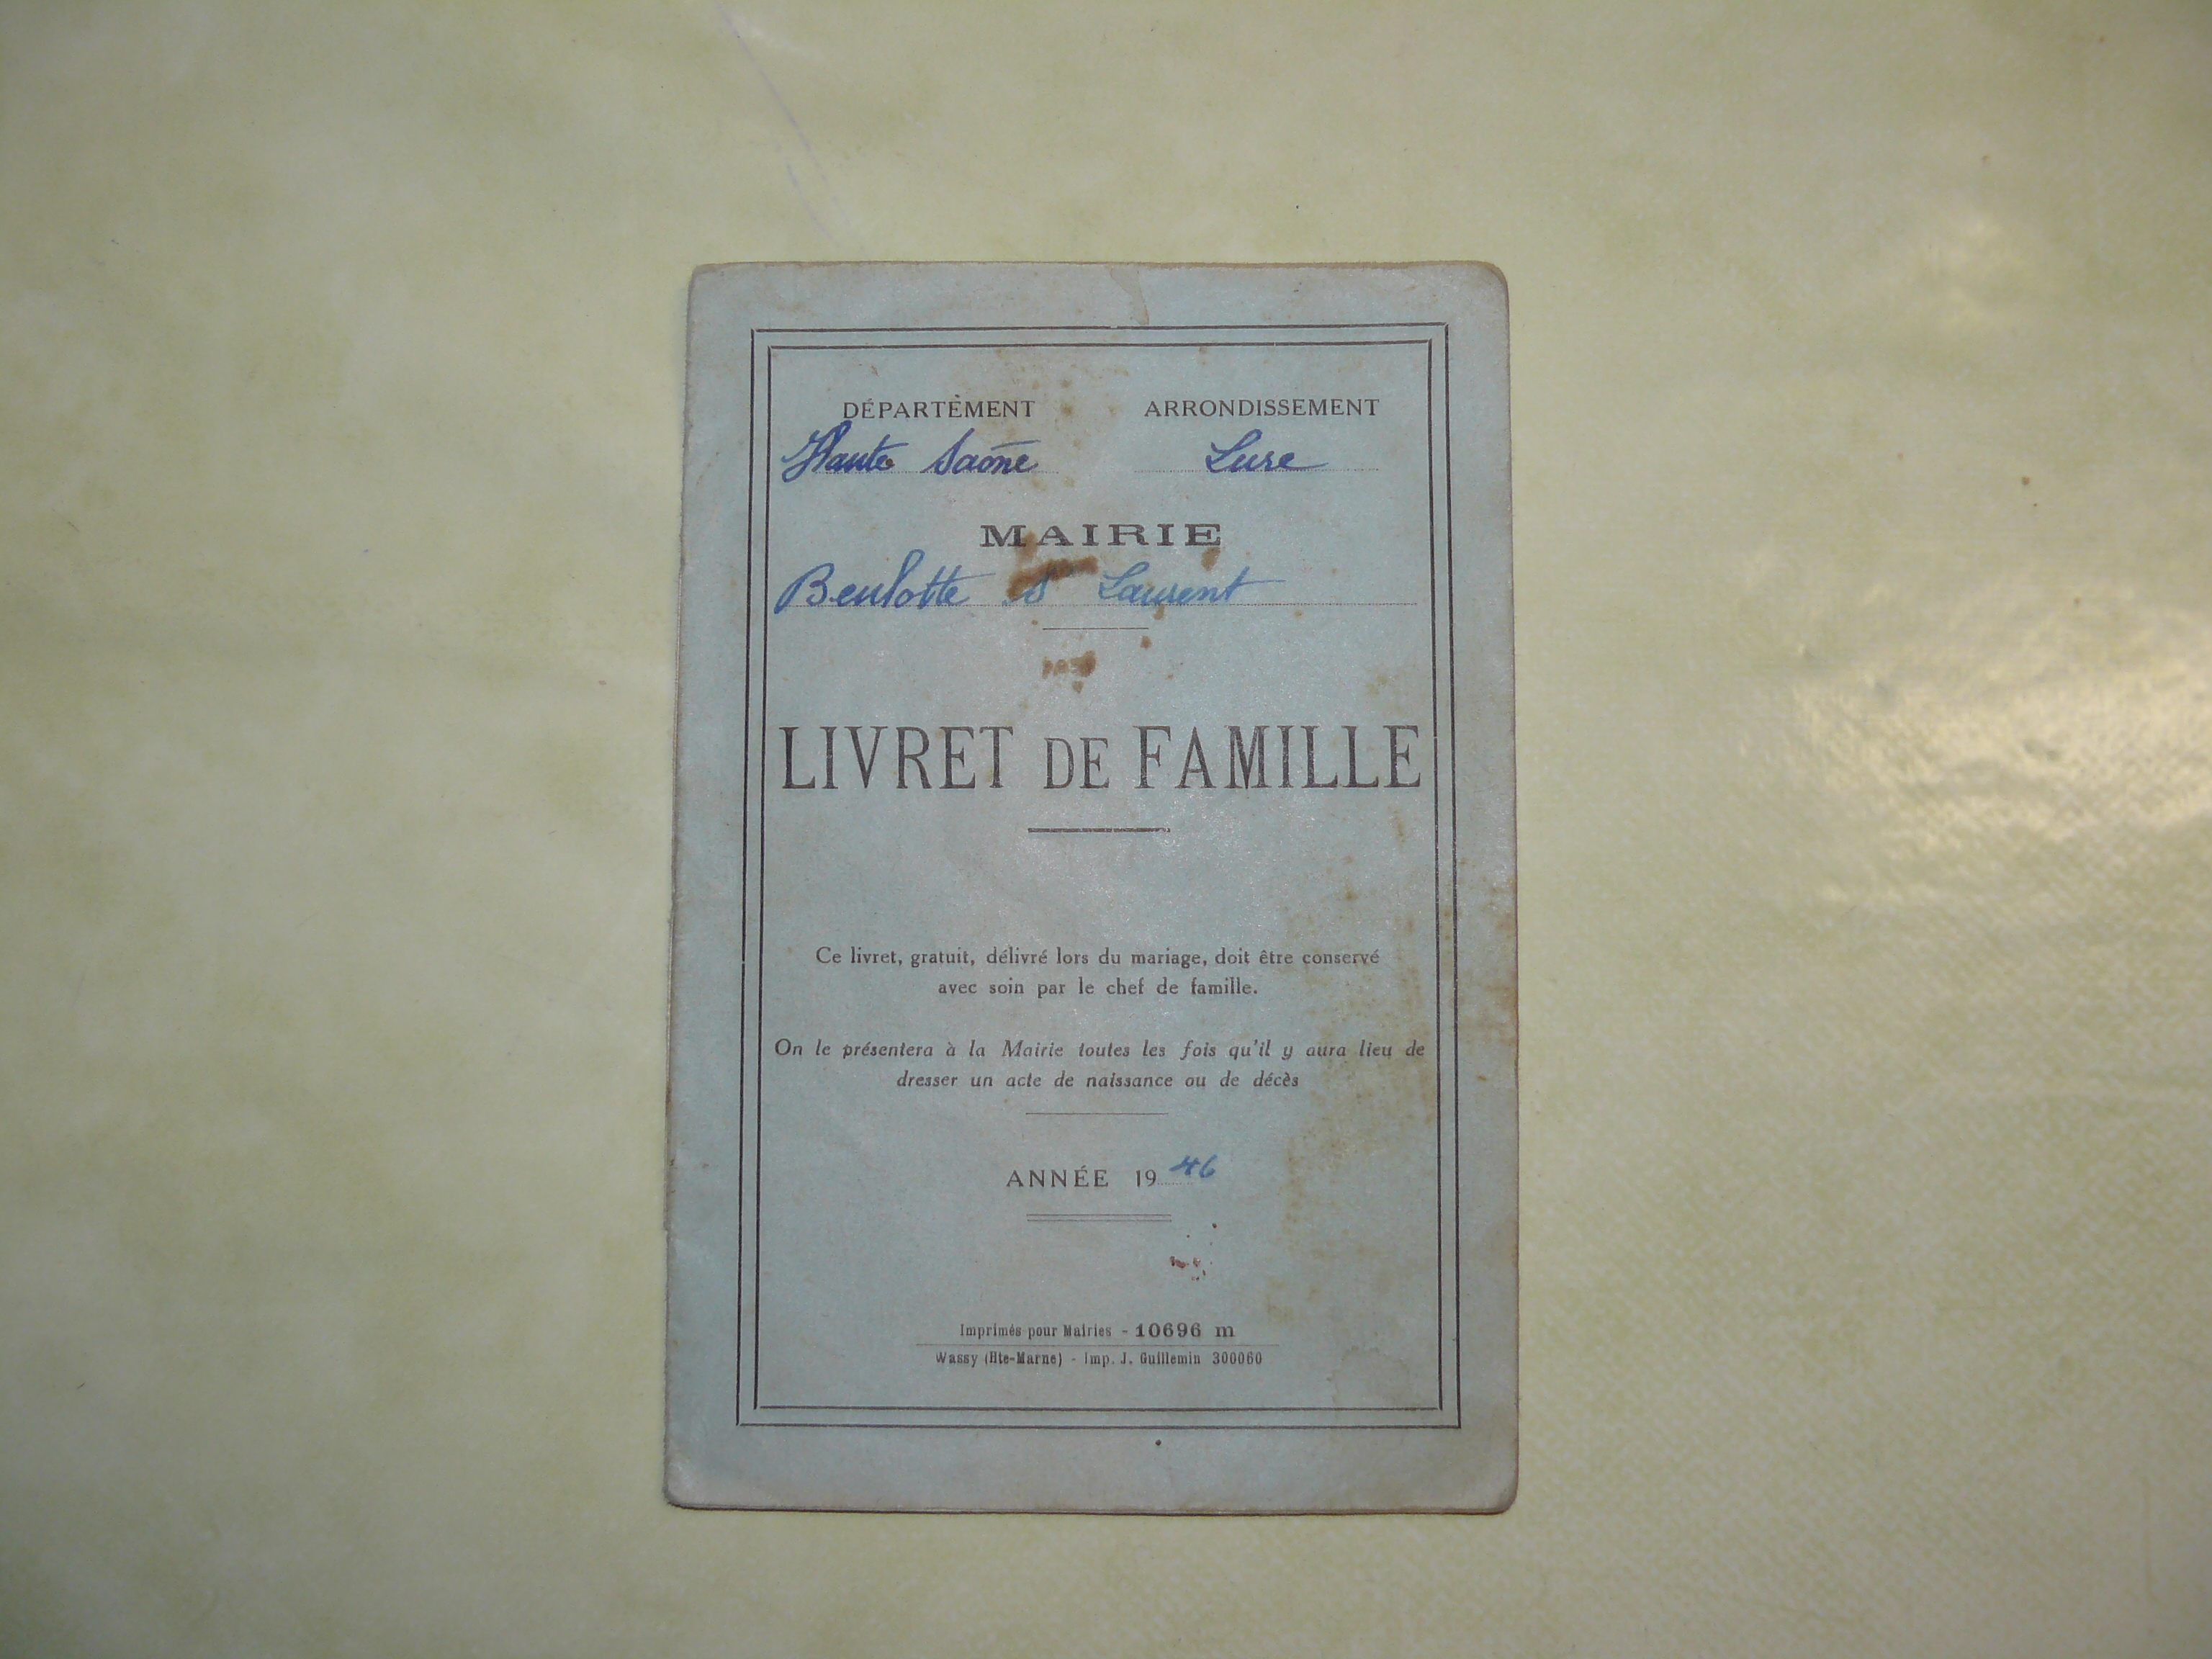 DÉPARTEMENT ARRONDISSEMENT
Haute Saône Lure
MAIRIE
Beulotte St Laurent
LIVRET DE FAMILLE
Ce livret, gratuit, délivré lors du mariage, doit être conservé
avec soin par le chef de famille.
On le présentera à la Mairie toutes les fois qu'il y aura lieu de
dresser un acte de naissance ou de décès
ANNÉE 1946
Imprimés pour Mairies - 10696 m
Wassy (Hte-Marne) - Imp. J. Guillemin 300060